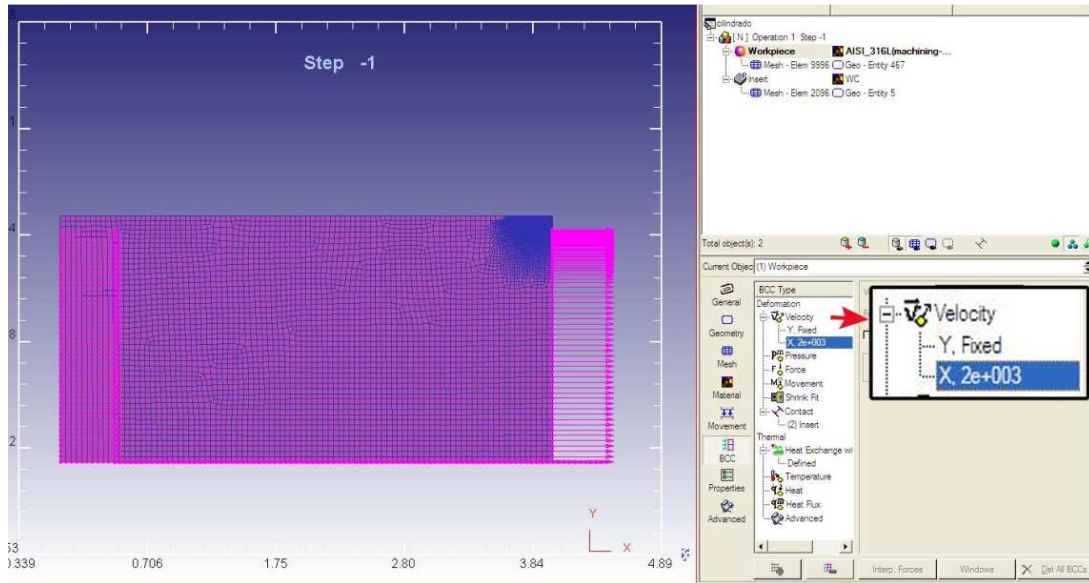 Step -1
0.706
1.75
2.80
3.84
4.89
Y
X
cilindrado
[ N ] Operation 1 Step -1
Workpiece AISI_316L(machining-...
Mesh - Elem 9996 Geo - Entity 467
Insert WC
Mesh - Elem 2096 Geo - Entity 5
Total object(s): 2
Current Objec (1) Workpiece
General
Geometry
Mesh
Material
Movement
BCC
Properties
Advanced
BCC Type
Deformation
Velocity
Y, Fixed
X, 2e+003
Pressure
Force
Movement
Shrink Fit
Contact
(2) Insert
Thermal
Heat Exchange wi
Defined
Temperature
Heat
Heat Flux
Advanced
Velocity
Y, Fixed
X, 2e+003
Interp. Forces
Windows
Del All BCCs